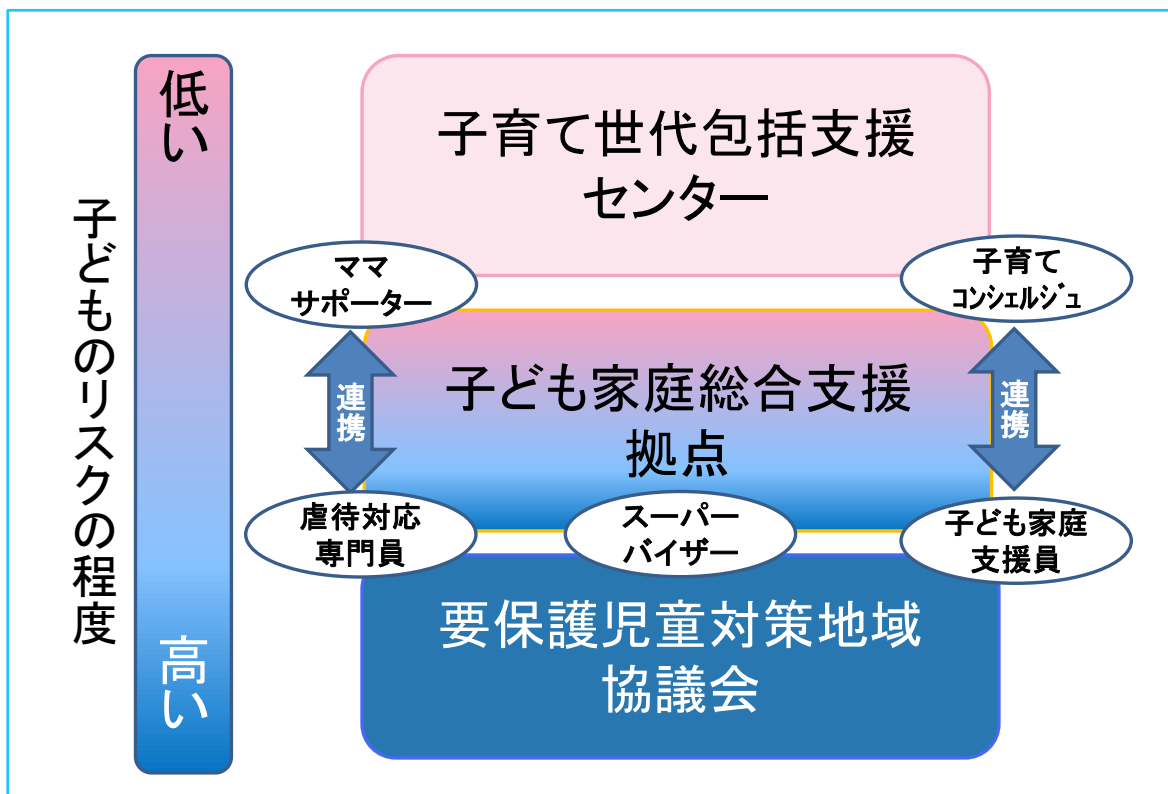 子どものリスクの程度
低い
高い
子育て世代包括支援
センター
ママ
サポーター
子育て
コンシェルジュ
連携
連携
子ども家庭総合支援
拠点
虐待対応
専門員
スーパー
バイザー
子ども家庭
支援員
要保護児童対策地域
協議会